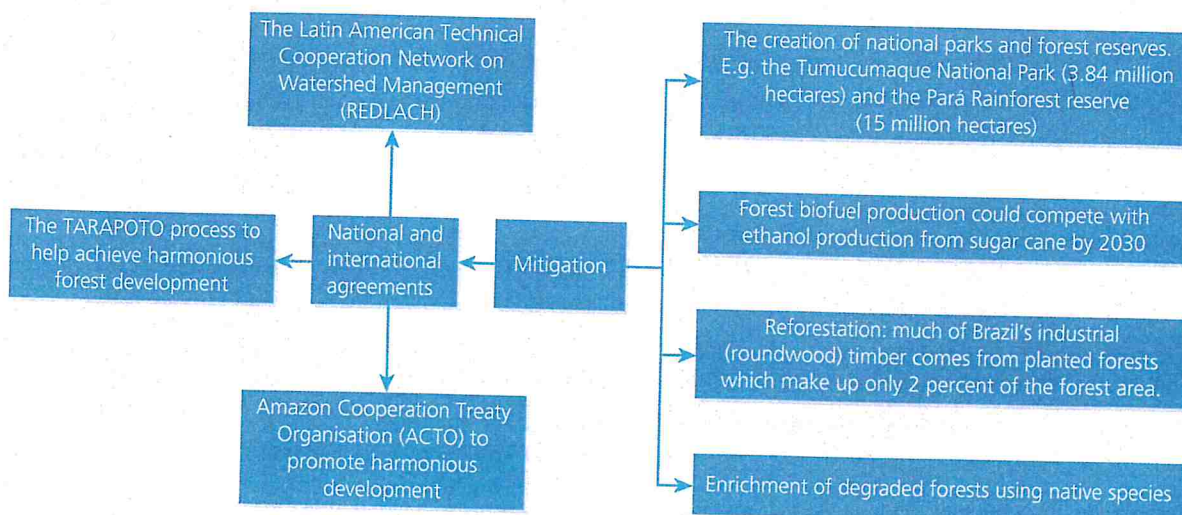 The Latin American Technical
Cooperation Network on
Watershed Management
(REDLACH)
The TARAPOTO process to
help achieve harmonious
forest development
National and
international
agreements
Mitigation
Amazon Cooperation Treaty
Organisation (ACTO) to
promote harmonious
development
The creation of national parks and forest reserves.
E.g. the Tumucumaque National Park (3.84 million
hectares) and the Pará Rainforest reserve
(15 million hectares)
Forest biofuel production could compete with
ethanol production from sugar cane by 2030
Reforestation: much of Brazil's industrial
(roundwood) timber comes from planted forests
which make up only 2 percent of the forest area.
Enrichment of degraded forests using native species